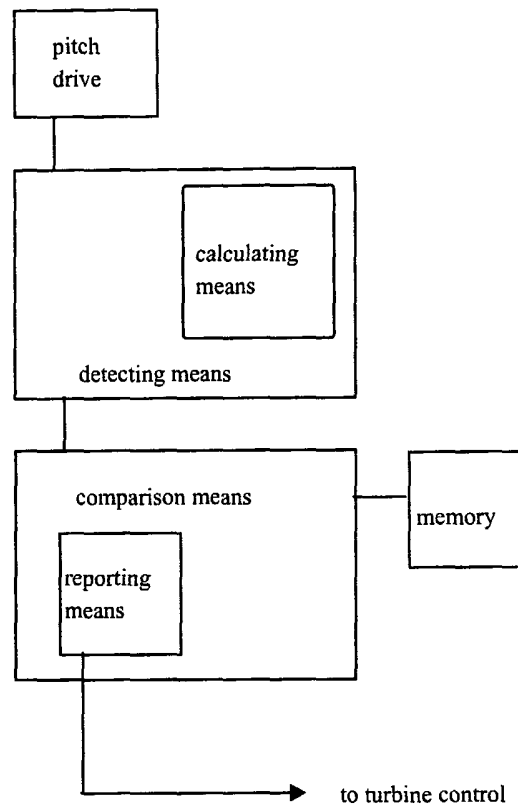 pitch
drive
calculating
means
detecting means
comparison means
memory
reporting
means
to turbine control